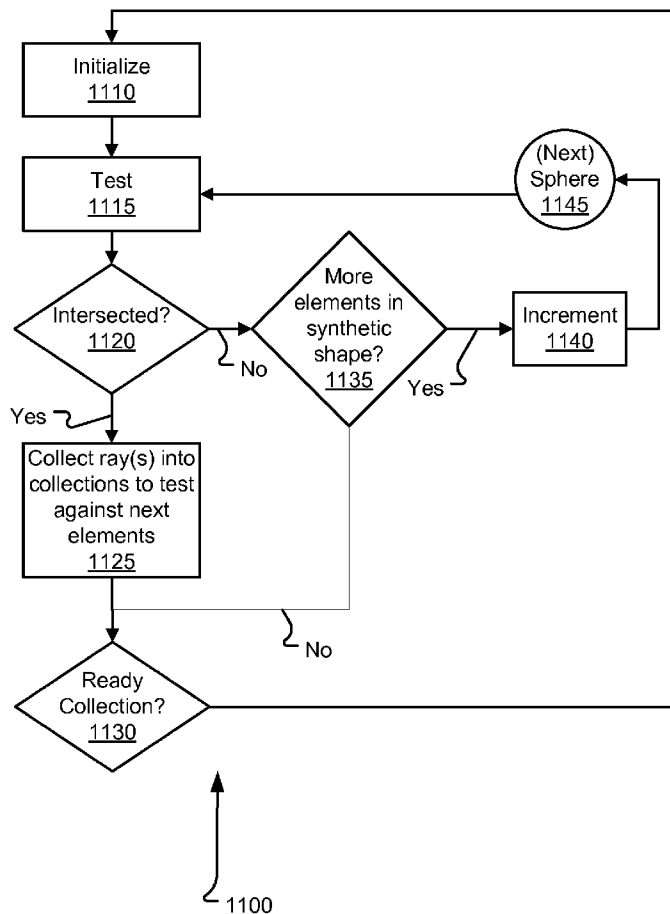 Initialize
1110
Test
1115
(Next)
Sphere
1145
Intersected?
1120
No
More
elements in
synthetic
shape?
1135
Yes
Increment
1140
Yes
Collect ray(s) into
collections to test
against next
elements
1125
No
Ready
Collection?
1130
1100